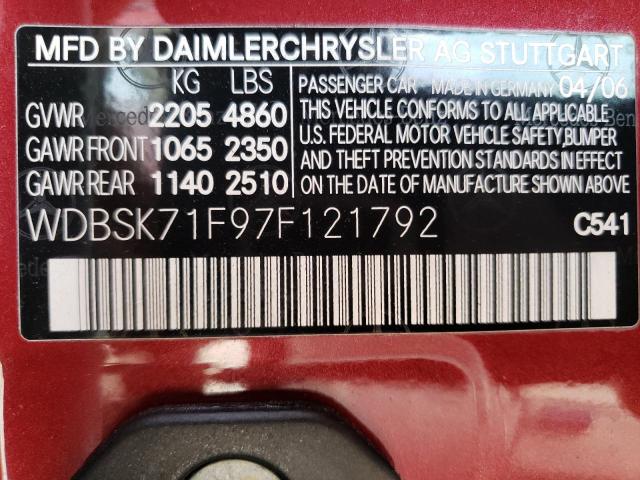 MFD BY DAIMLERCHRYSLER AG STUTTGART
KG LBS
GVWR 2205 4860
GAWR FRONT 1065 2350
GAWR REAR 1140 2510
PASSENGER CAR MADE IN GERMANY 04/06
THIS VEHICLE CONFORMS TO ALL APPLICABLE
U.S. FEDERAL MOTOR VEHICLE SAFETY, BUMPER
AND THEFT PREVENTION STANDARDS IN EFFECT
ON THE DATE OF MANUFACTURE SHOWN ABOVE
WDBSK71F97F121792
C541